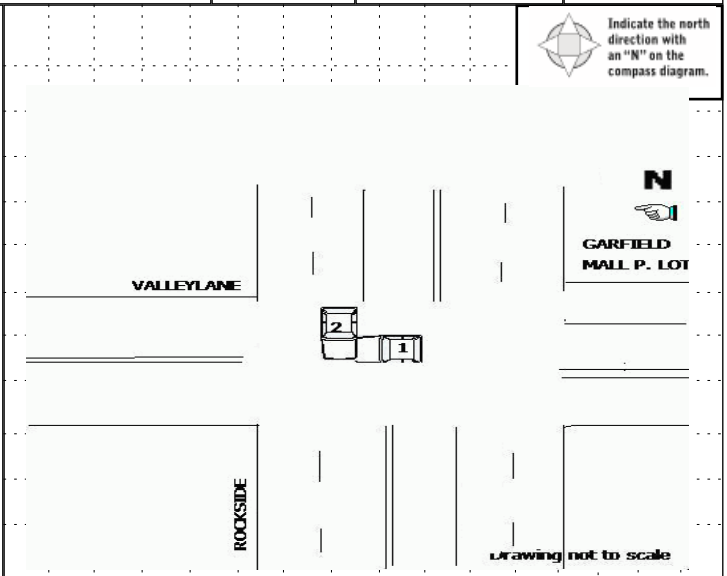 Indicate the north
direction with
an "N" on the
compass diagram.
N
GARFIELD
MALL P. LOT
VALLEYLANE
2
1
ROCKSIDE
Drawing not to scale